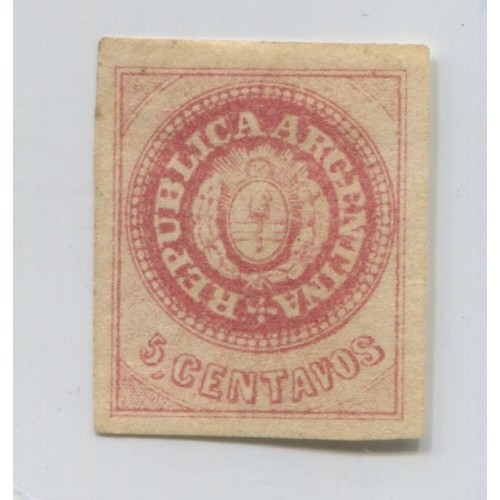 REPUBLICA ARGENTINA
5, CENTAVOS